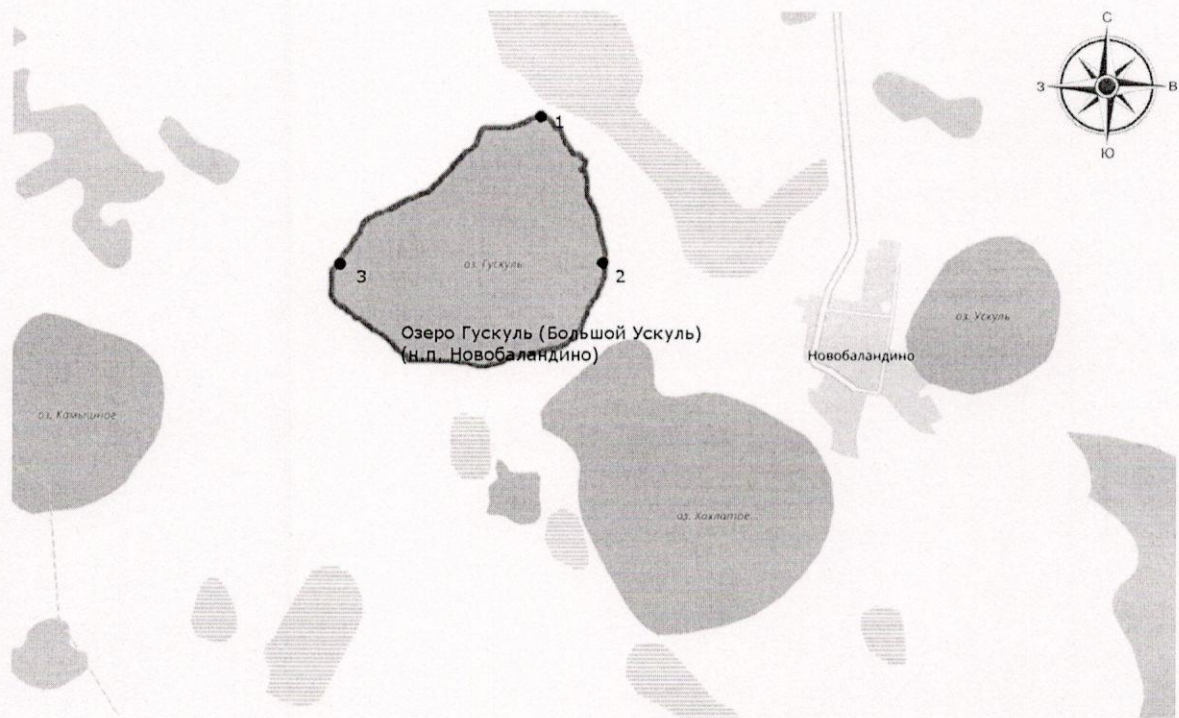 С
З
В
Ю
1
оз. Гускуль
3
2
Озеро Гускуль (Большой Ускуль)
(н.п. Новобаландино)
оз. Ускуль
Новобаландино
оз. Камышное
оз. Хохлатое